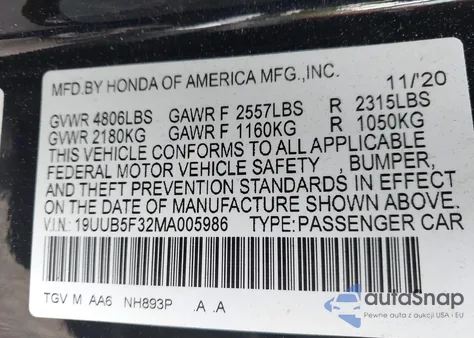 MFD.BY HONDA OF AMERICA MFG.,INC. 11/'20
GVWR 4806LBS GAWR F 2557LBS R 2315LBS
GVWR 2180KG GAWR F 1160KG R 1050KG
THIS VEHICLE CONFORMS TO ALL APPLICABLE
FEDERAL MOTOR VEHICLE SAFETY , BUMPER,
AND THEFT PREVENTION STANDARDS IN EFFECT
ON THE DATE OF MANUFACTURE SHOWN ABOVE.
V.I.N.: 19UUB5F32MA005986 TYPE:PASSENGER CAR
TGV M AA6 NH893P .A .A
autoSnap
Pewne auta z aukcji USA i EU